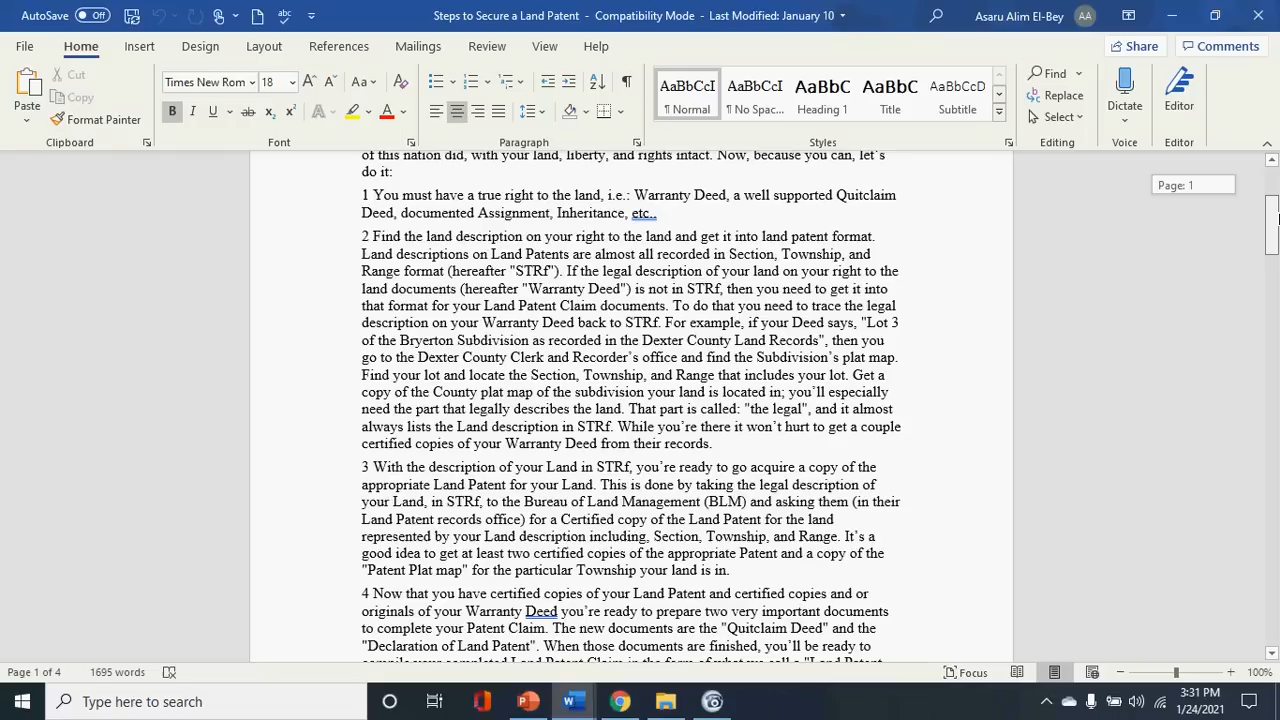 AutoSave Off Steps to Secure a Land Patent - Compatibility Mode - Last Modified: January 10 Asaru Alim El-Bey AA
File Home Insert Design Layout References Mailings Review View Help Share Comments
Paste Cut Copy Format Painter
Times New Rom 18 Aa
B I U ab x₂ x² A A
AaBbCcI AaBbCcI AaBbC AaBbC AaBbCcD
¶ Normal ¶ No Spac... Heading 1 Title Subtitle
Find Replace Select Dictate Editor
Clipboard Font Paragraph Styles Editing Voice Editor
Page: 1
of this nation did, with your land, liberty, and rights intact. Now, because you can, let’s
do it:
1 You must have a true right to the land, i.e.: Warranty Deed, a well supported Quitclaim
Deed, documented Assignment, Inheritance, etc..
2 Find the land description on your right to the land and get it into land patent format.
Land descriptions on Land Patents are almost all recorded in Section, Township, and
Range format (hereafter "STRf"). If the legal description of your land on your right to the
land documents (hereafter "Warranty Deed") is not in STRf, then you need to get it into
that format for your Land Patent Claim documents. To do that you need to trace the legal
description on your Warranty Deed back to STRf. For example, if your Deed says, "Lot 3
of the Bryerton Subdivision as recorded in the Dexter County Land Records", then you
go to the Dexter County Clerk and Recorder’s office and find the Subdivision’s plat map.
Find your lot and locate the Section, Township, and Range that includes your lot. Get a
copy of the County plat map of the subdivision your land is located in; you’ll especially
need the part that legally describes the land. That part is called: "the legal", and it almost
always lists the Land description in STRf. While you’re there it won’t hurt to get a couple
certified copies of your Warranty Deed from their records.
3 With the description of your Land in STRf, you’re ready to go acquire a copy of the
appropriate Land Patent for your Land. This is done by taking the legal description of
your Land, in STRf, to the Bureau of Land Management (BLM) and asking them (in their
Land Patent records office) for a Certified copy of the Land Patent for the land
represented by your Land description including, Section, Township, and Range. It’s a
good idea to get at least two certified copies of the appropriate Patent and a copy of the
"Patent Plat map" for the particular Township your land is in.
4 Now that you have certified copies of your Land Patent and certified copies and or
originals of your Warranty Deed you’re ready to prepare two very important documents
to complete your Patent Claim. The new documents are the "Quitclaim Deed" and the
"Declaration of Land Patent". When those documents are finished, you’ll be ready to
compile your completed Land Patent Claim in the form of what we call a "Land Patent
Page 1 of 4 1695 words Focus 100%
Type here to search 3:31 PM
1/24/2021